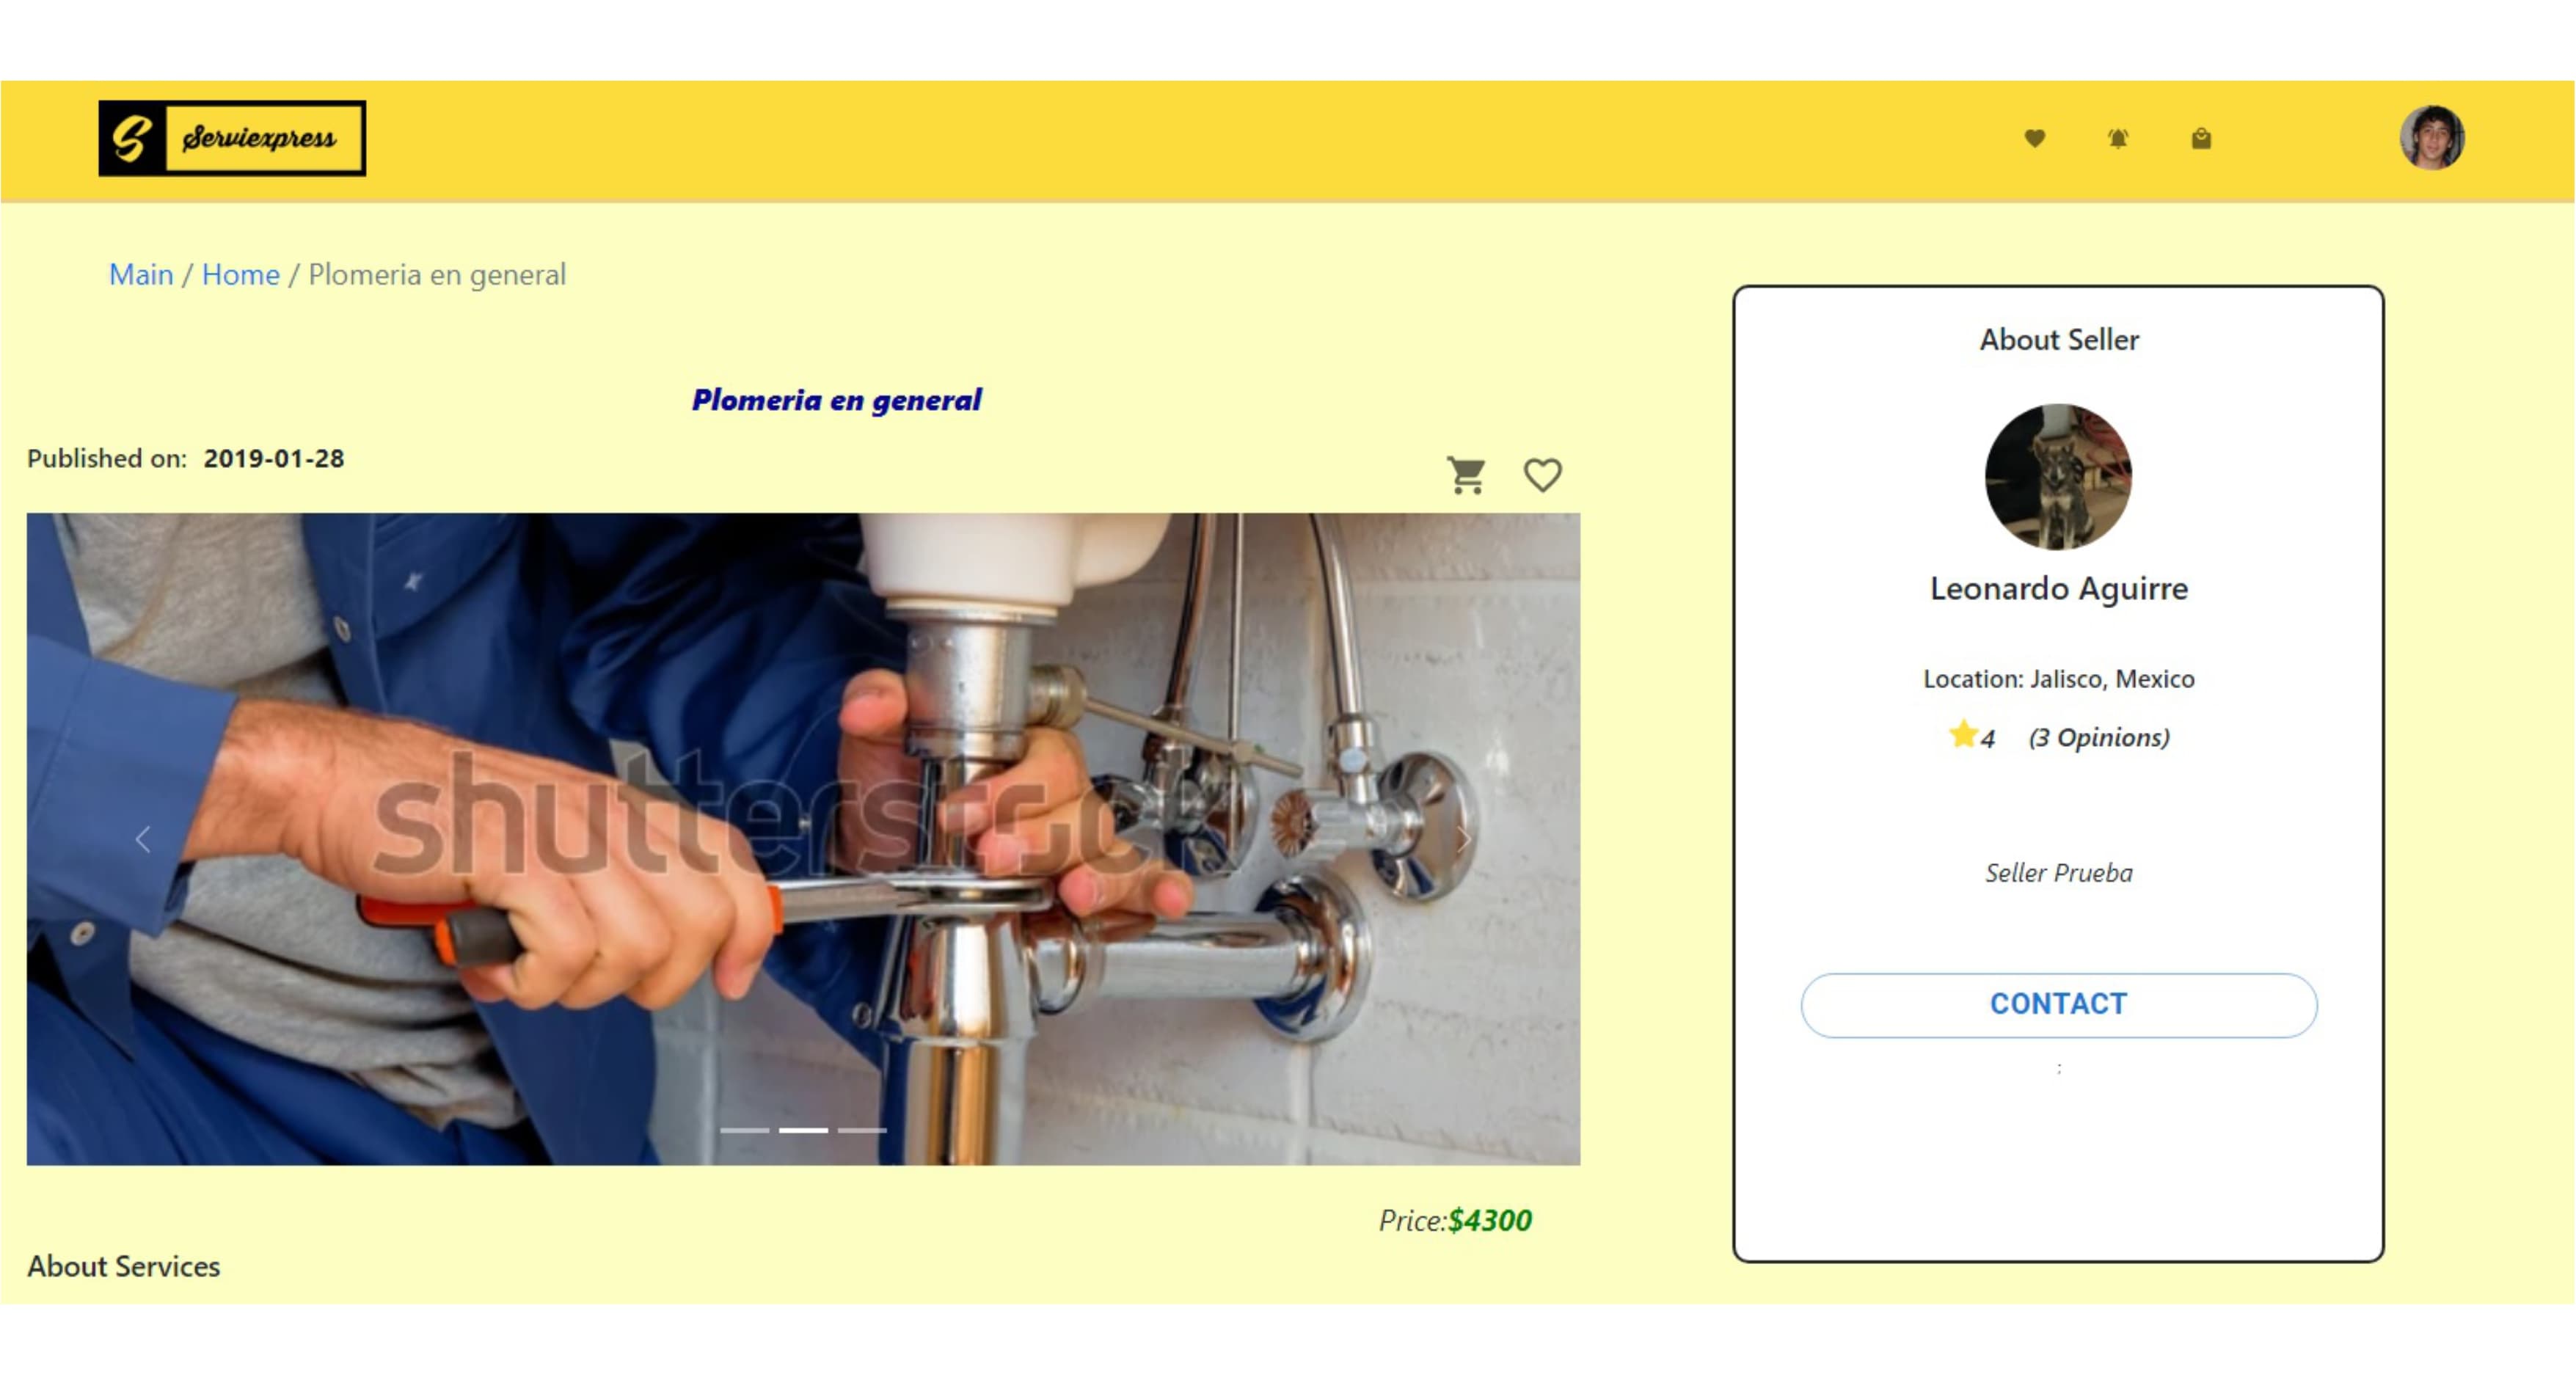 S Serviexpress
Main / Home / Plomeria en general
Plomeria en general
Published on: 2019-01-28
shutterstock
Price:$4300
About Services
About Seller
Leonardo Aguirre
Location: Jalisco, Mexico
4 (3 Opinions)
Seller Prueba
CONTACT
: